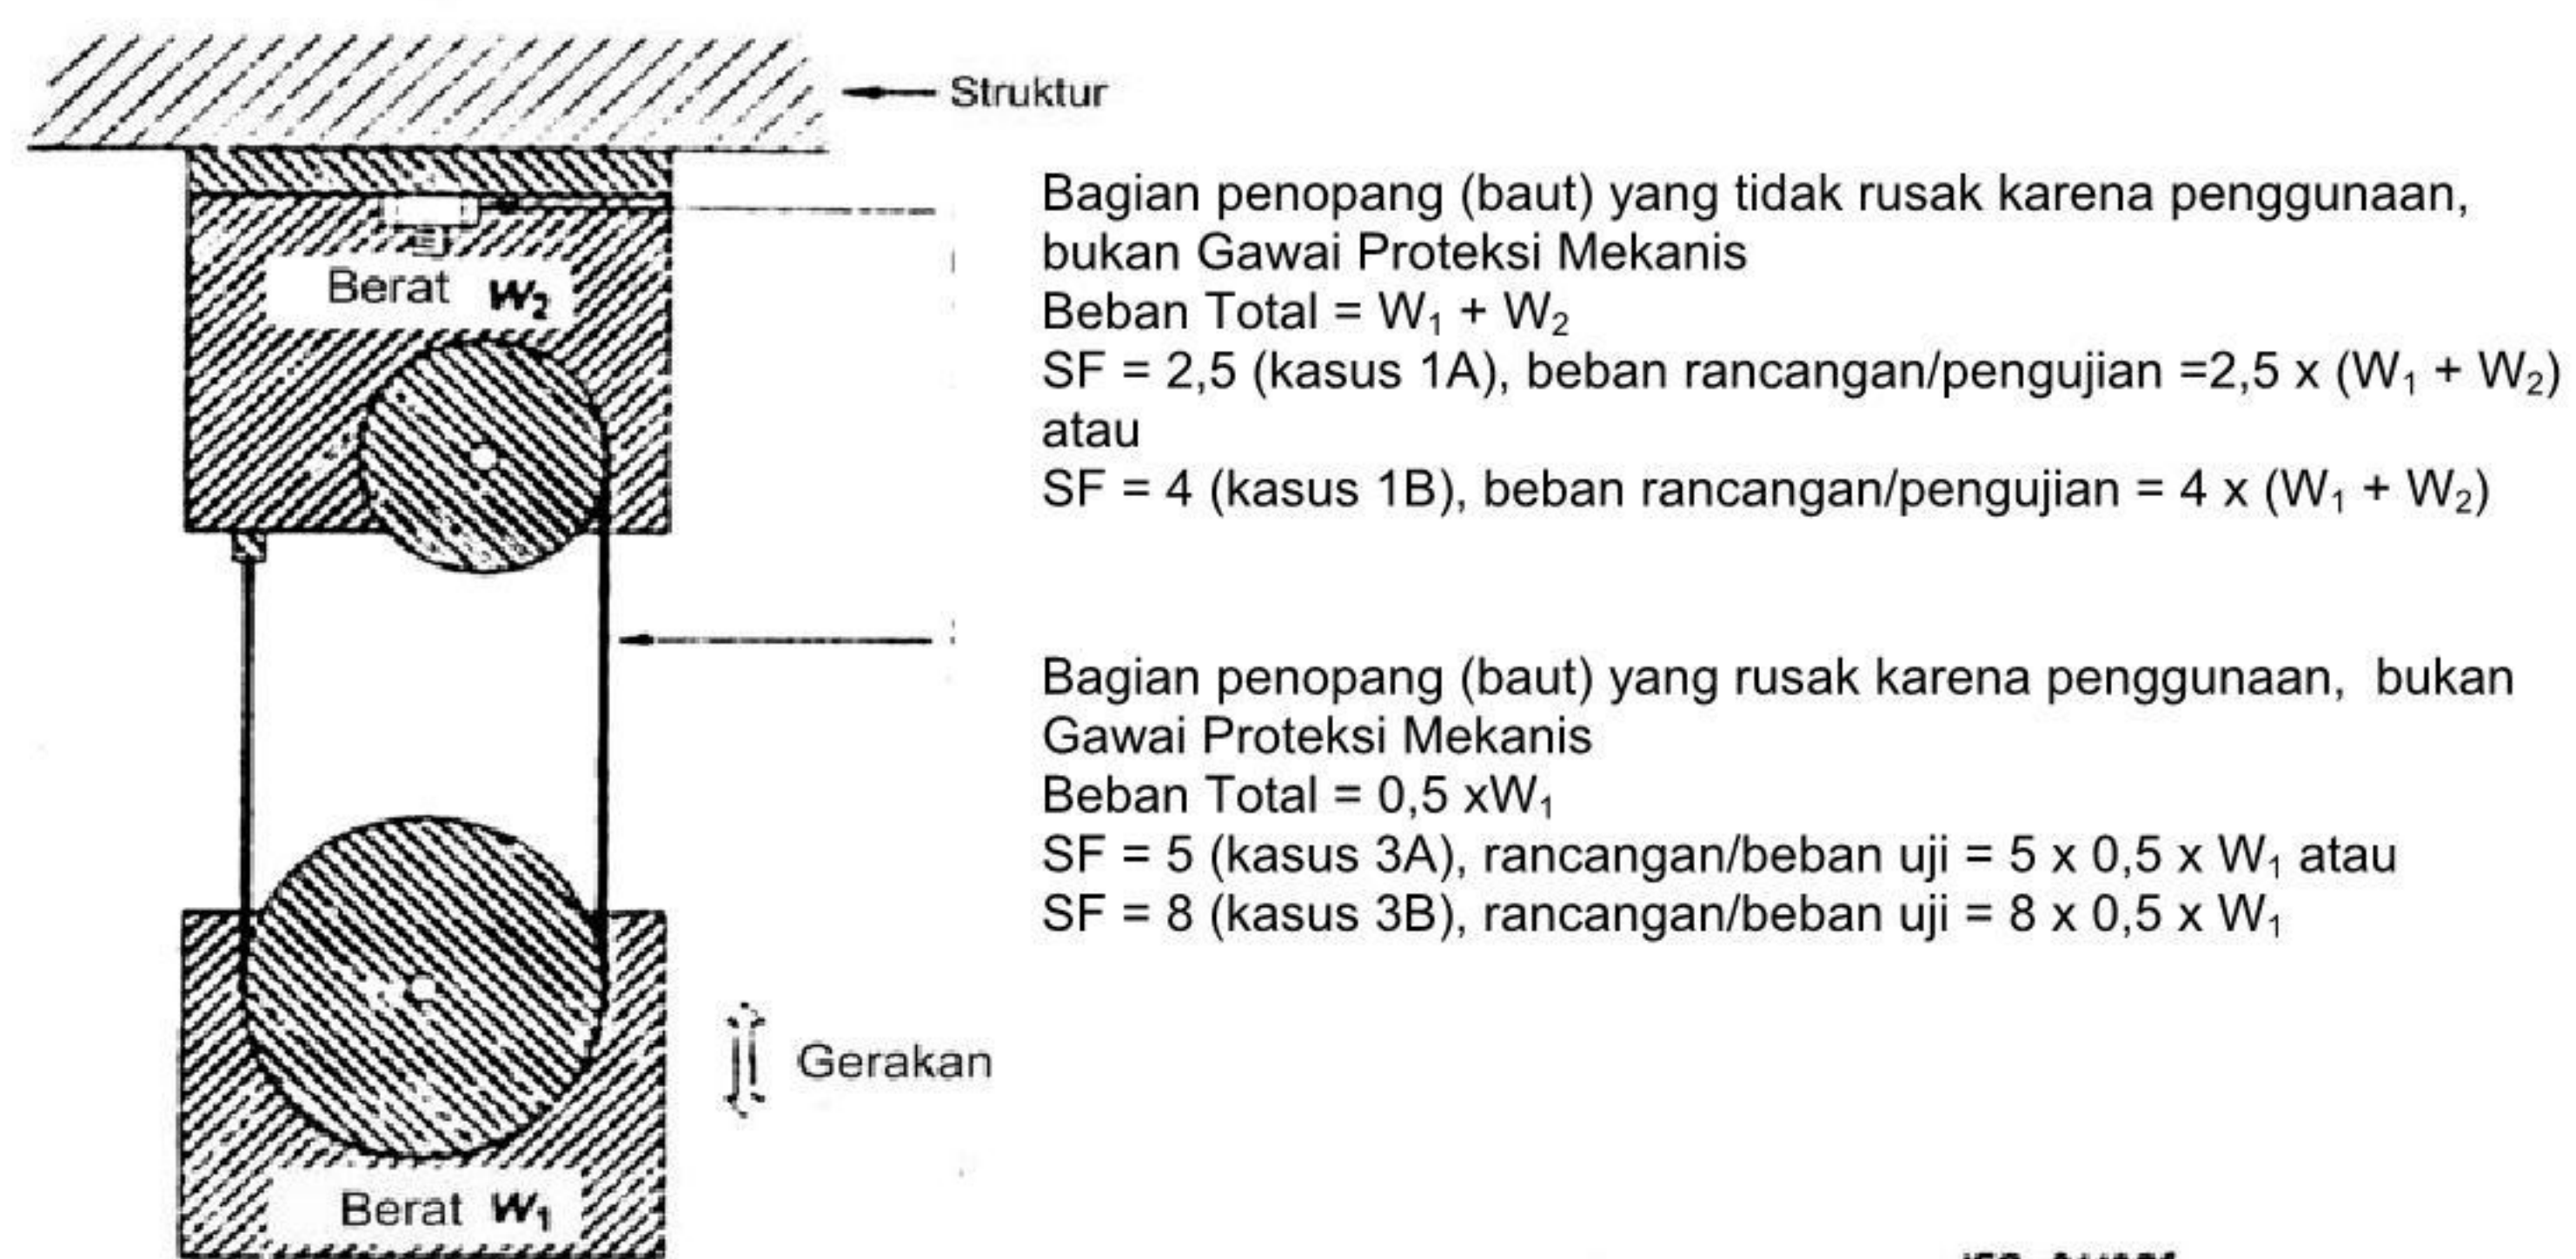 Struktur
Bagian penopang (baut) yang tidak rusak karena penggunaan,
bukan Gawai Proteksi Mekanis
Beban Total = W₁ + W₂
SF = 2,5 (kasus 1A), beban rancangan/pengujian =2,5 x (W₁ + W₂)
atau
SF = 4 (kasus 1B), beban rancangan/pengujian = 4 x (W₁ + W₂)
Berat W₂
Bagian penopang (baut) yang rusak karena penggunaan, bukan
Gawai Proteksi Mekanis
Beban Total = 0,5 xW₁
SF = 5 (kasus 3A), rancangan/beban uji = 5 x 0,5 x W₁ atau
SF = 8 (kasus 3B), rancangan/beban uji = 8 x 0,5 x W₁
Gerakan
Berat W₁